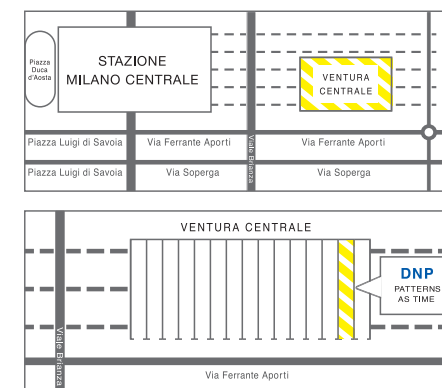 Piazza
Duca
d'Aosta
STAZIONE
MILANO CENTRALE
VENTURA
CENTRALE
Piazza Luigi di Savoia
Via Ferrante Aporti
Viale Brianza
Via Ferrante Aporti
Piazza Luigi di Savoia
Via Soperga
Via Soperga
VENTURA CENTRALE
DNP
PATTERNS
AS TIME
Viale Brianza
Via Ferrante Aporti